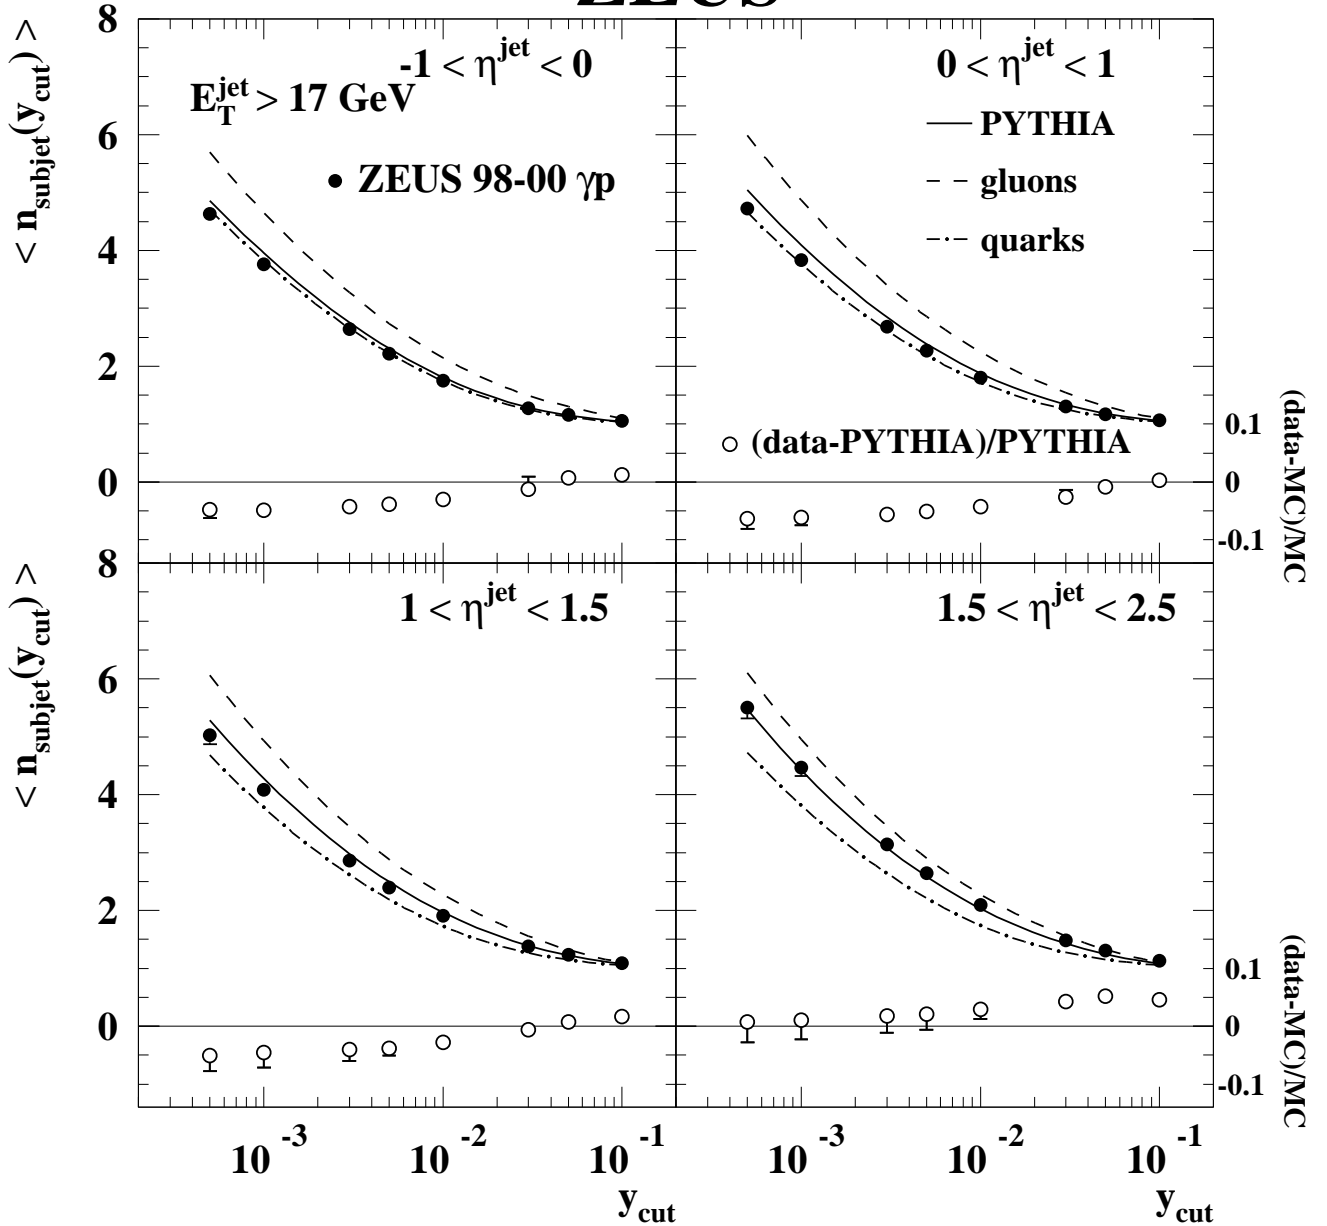 ZEUS
-1 < η^jet < 0
E_T^jet > 17 GeV
ZEUS 98-00 γp
0 < η^jet < 1
PYTHIA
gluons
quarks
(data-PYTHIA)/PYTHIA
< n_subjet(y_cut) >
8
6
4
2
0
0.1
0
-0.1
(data-MC)/MC
1 < η^jet < 1.5
1.5 < η^jet < 2.5
< n_subjet(y_cut) >
8
6
4
2
0
0.1
0
-0.1
(data-MC)/MC
10^-3 10^-2 10^-1 10^-3 10^-2 10^-1
y_cut y_cut